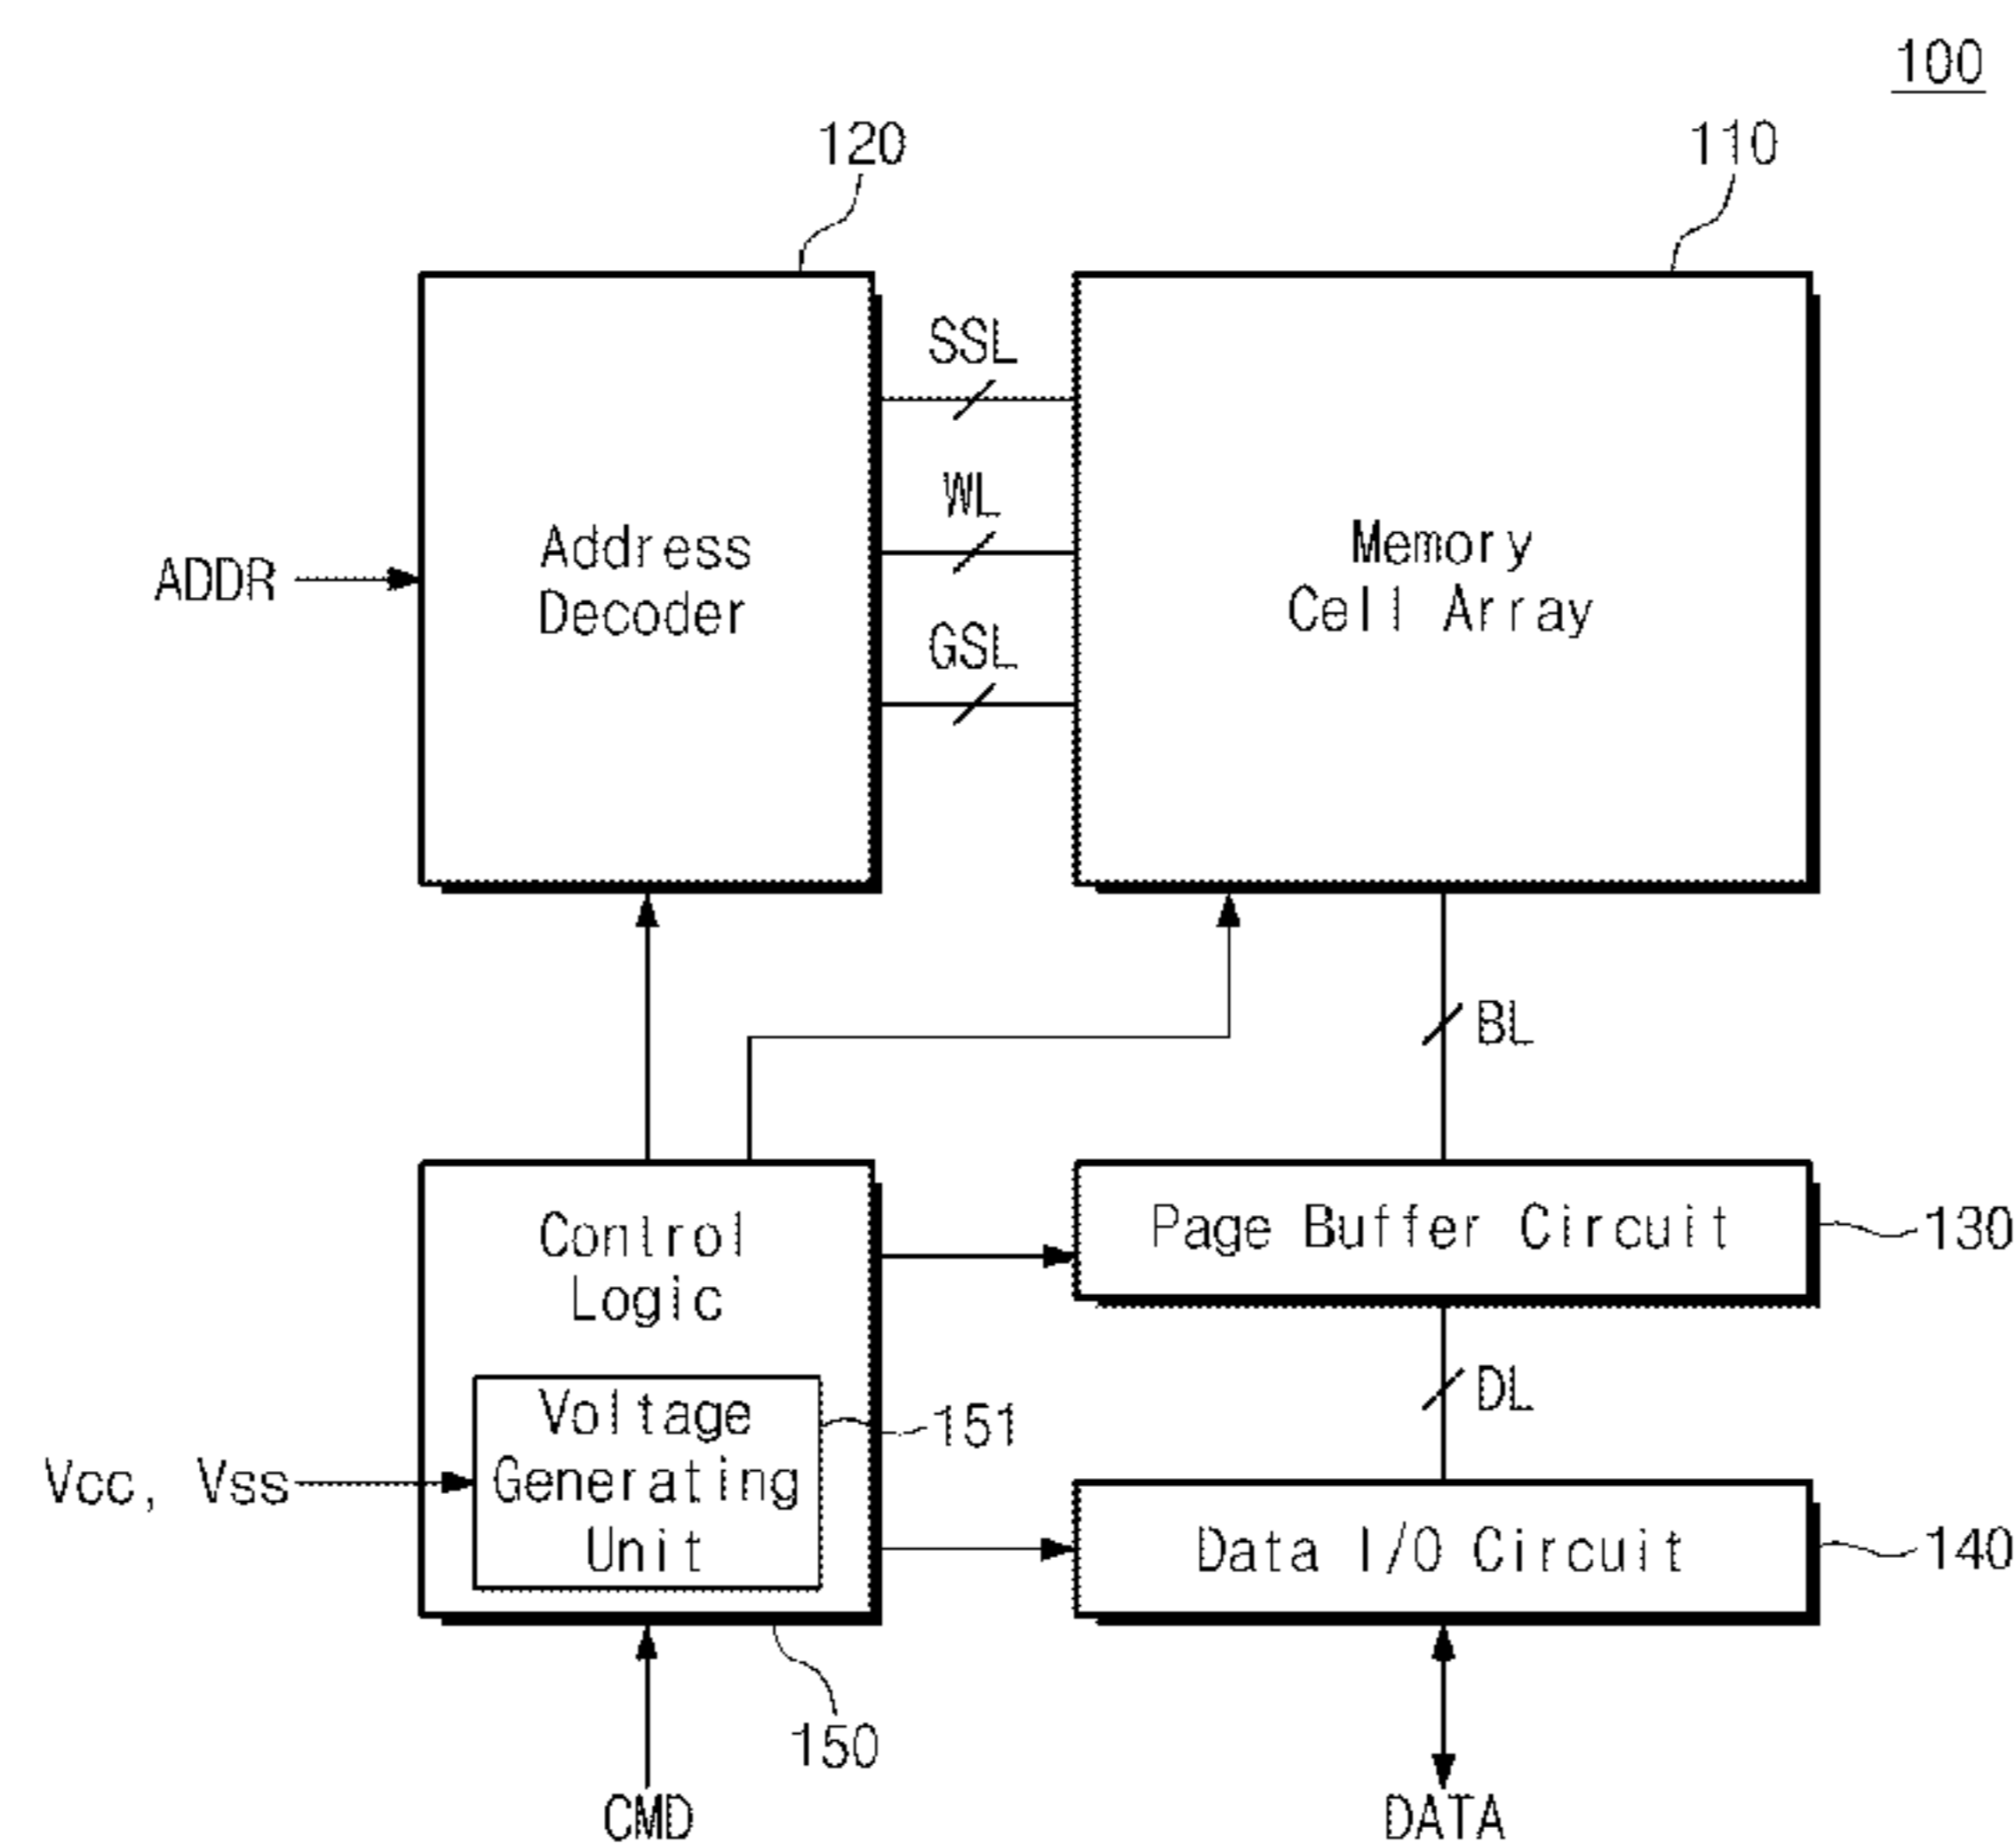 100
120
110
SSL
WL
GSL
ADDR
Address
Decoder
Memory
Cell Array
BL
Control
Logic
Page Buffer Circuit
130
DL
Voltage
Generating
Unit
151
Vcc, Vss
Data I/O Circuit
140
150
CMD
DATA